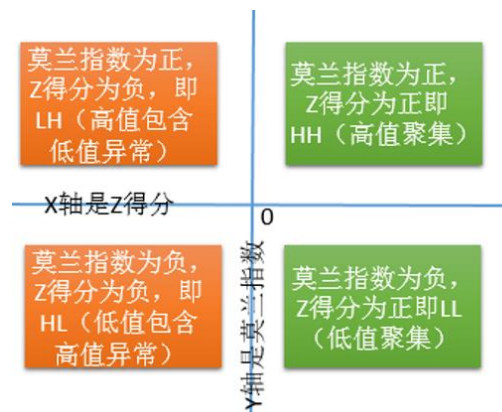 莫兰指数为正，
Z得分为负，即
LH（高值包含
低值异常）
莫兰指数为正，
Z得分为正即
HH（高值聚集）
X轴是Z得分
0
莫兰指数为负，
Z得分为负，即
HL（低值包含
高值异常）
Y轴是莫兰指数
莫兰指数为负，
Z得分为正即LL
（低值聚集）